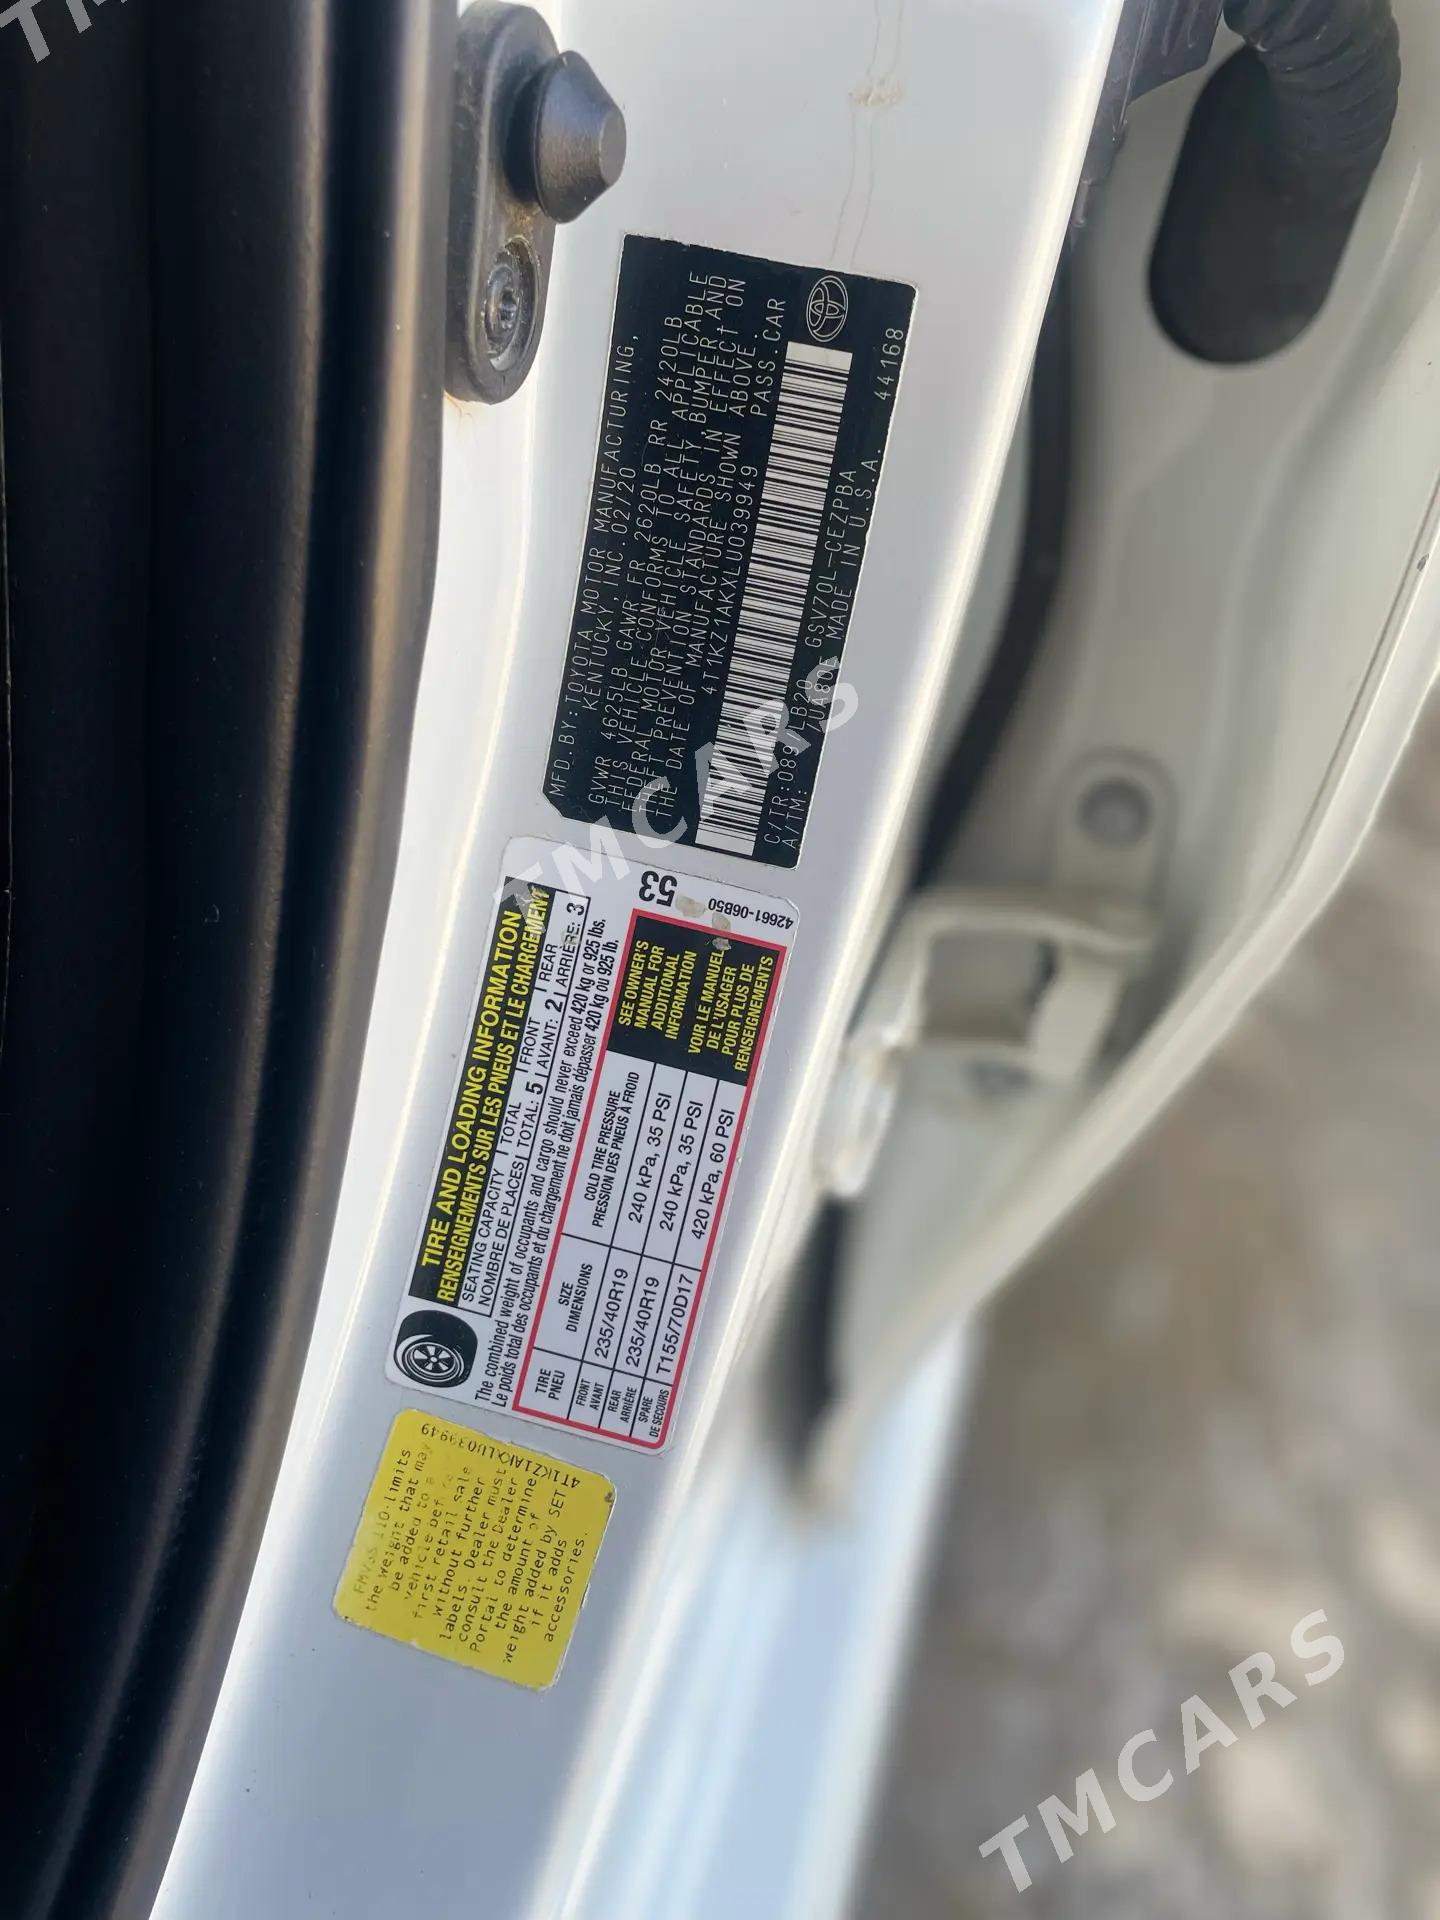 MFD.BY:TOYOTA MOTOR MANUFACTURING,
KENTUCKY,INC.02/20
GVWR 4625LB GAWR FR 2620LB RR 2420LB
THIS VEHICLE CONFORMS TO ALL APPLICABLE
FEDERAL MOTOR VEHICLE SAFETY,BUMPER,AND
THEFT PREVENTION STANDARDS IN EFFECT ON
THE DATE OF MANUFACTURE SHOWN ABOVE.
4T1KZ1AKXLU039949 PASS.CAR
C/TR:089/LB20
A/TM: /UA80E GSV70L-CEZPBA
MADE IN U.S.A. 44168
TIRE AND LOADING INFORMATION
RENSEIGNEMENTS SUR LES PNEUS ET LE CHARGEMENT
SEATING CAPACITY TOTAL FRONT REAR
NOMBRE DE PLACES TOTAL: 5 AVANT: 2 ARRIÈRE: 3
The combined weight of occupants and cargo should never exceed 420 kg or 925 lbs.
Le poids total des occupants et du chargement ne doit jamais dépasser 420 kg ou 925 lb.
TIRE SIZE COLD TIRE PRESSURE
PNEU DIMENSIONS PRESSION DES PNEUS À FROID
FRONT
AVANT 235/40R19 240 kPa, 35 PSI
REAR
ARRIÈRE 235/40R19 240 kPa, 35 PSI
SPARE
DE SECOURS T155/70D17 420 kPa, 60 PSI
SEE OWNER'S
MANUAL FOR
ADDITIONAL
INFORMATION
VOIR LE MANUEL
DE L'USAGER
POUR PLUS DE
RENSEIGNEMENTS
53
42661-06B50
FMVSS 110 limits
the weight that may
be added to a
vehicle before
first retail sale
without further
labels. Dealer must
consult the Dealer
Portal to determine
the amount of
weight added by SET
if it adds
accessories.
TMCARS
TMCARS